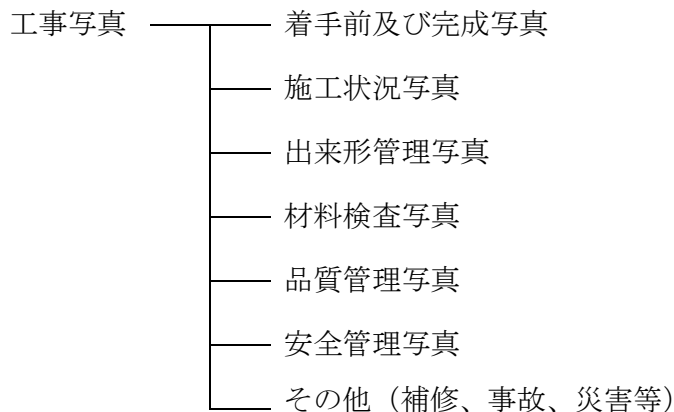 工事写真 着手前及び完成写真
施工状況写真
出来形管理写真
材料検査写真
品質管理写真
安全管理写真
その他（補修、事故、災害等）